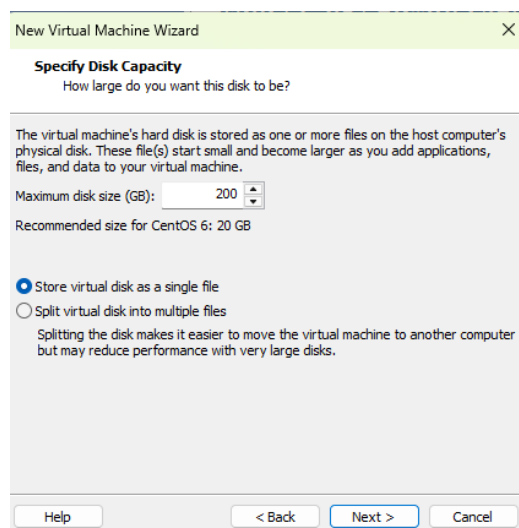 New Virtual Machine Wizard
Specify Disk Capacity
How large do you want this disk to be?
The virtual machine's hard disk is stored as one or more files on the host computer's
physical disk. These file(s) start small and become larger as you add applications,
files, and data to your virtual machine.
Maximum disk size (GB): 200
Recommended size for CentOS 6: 20 GB
Store virtual disk as a single file
Split virtual disk into multiple files
Splitting the disk makes it easier to move the virtual machine to another computer
but may reduce performance with very large disks.
Help < Back Next > Cancel